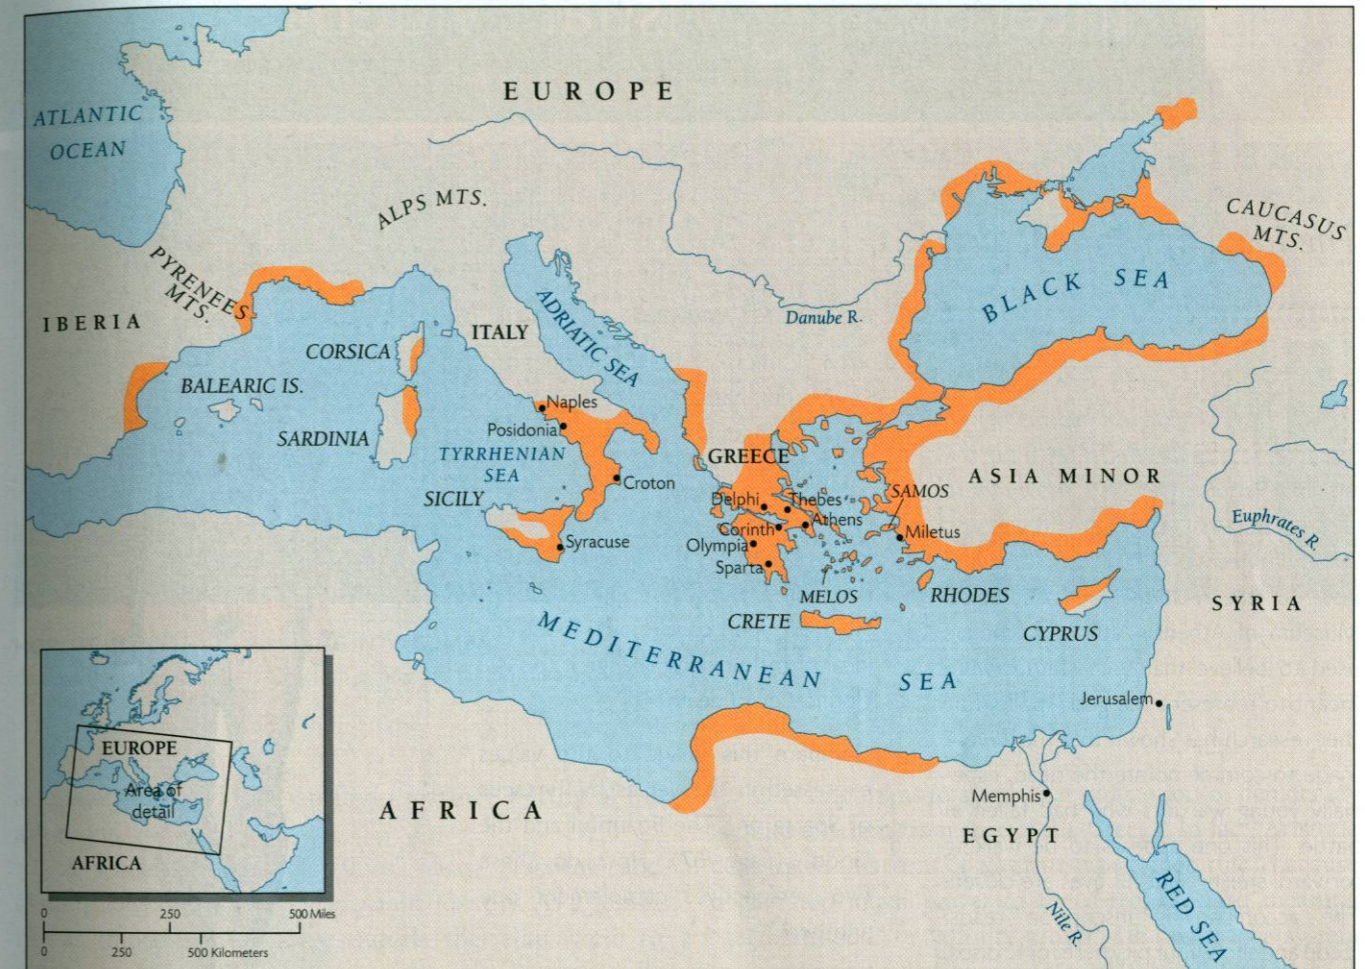 EUROPE
ATLANTIC
OCEAN
ALPS MTS.
CAUCASUS
MTS.
PYRENEES
MTS.
BLACK SEA
IBERIA
Danube R.
ITALY
ADRIATIC SEA
CORSICA
BALEARIC IS.
Naples
Posidonia
SARDINIA
TYRRHENIAN
SEA
GREECE
ASIA MINOR
Croton
SICILY
SAMOS
Delphi
Thebes
Athens
Corinth
Miletus
Euphrates R.
Syracuse
Olympia
Sparta
MELOS
RHODES
SYRIA
CRETE
CYPRUS
MEDITERRANEAN SEA
Jerusalem
EUROPE
Area of
detail
AFRICA
AFRICA
Memphis
EGYPT
RED SEA
Nile R.
0 250 500 Miles
0 250 500 Kilometers